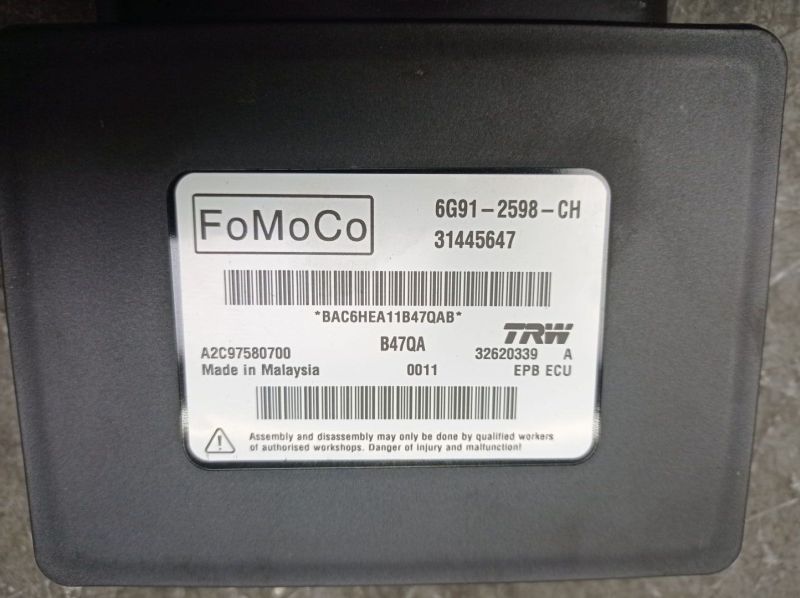 FoMoCo
6G91-2598-CH
31445647
*BAC6HEA11B47QAB*
TRW
A2C97580700 B47QA 32620339 A
Made in Malaysia 0011 EPB ECU
Assembly and disassembly may only be done by qualified workers
of authorised workshops. Danger of injury and malfunction!